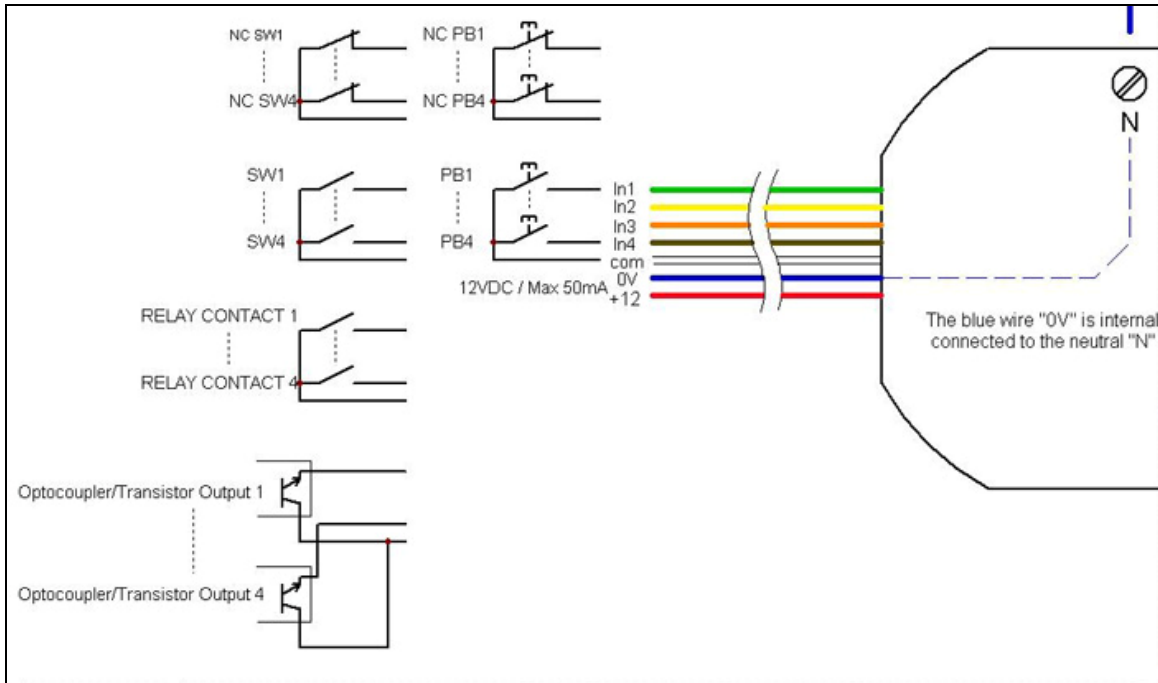 NC SW1
NC SW4
NC PB1
NC PB4
N
SW1
SW4
PB1
PB4
In1
In2
In3
In4
com
0V
12VDC / Max 50mA
+12
The blue wire "0V" is internal
connected to the neutral "N"
RELAY CONTACT 1
RELAY CONTACT 4
Optocoupler/Transistor Output 1
Optocoupler/Transistor Output 4